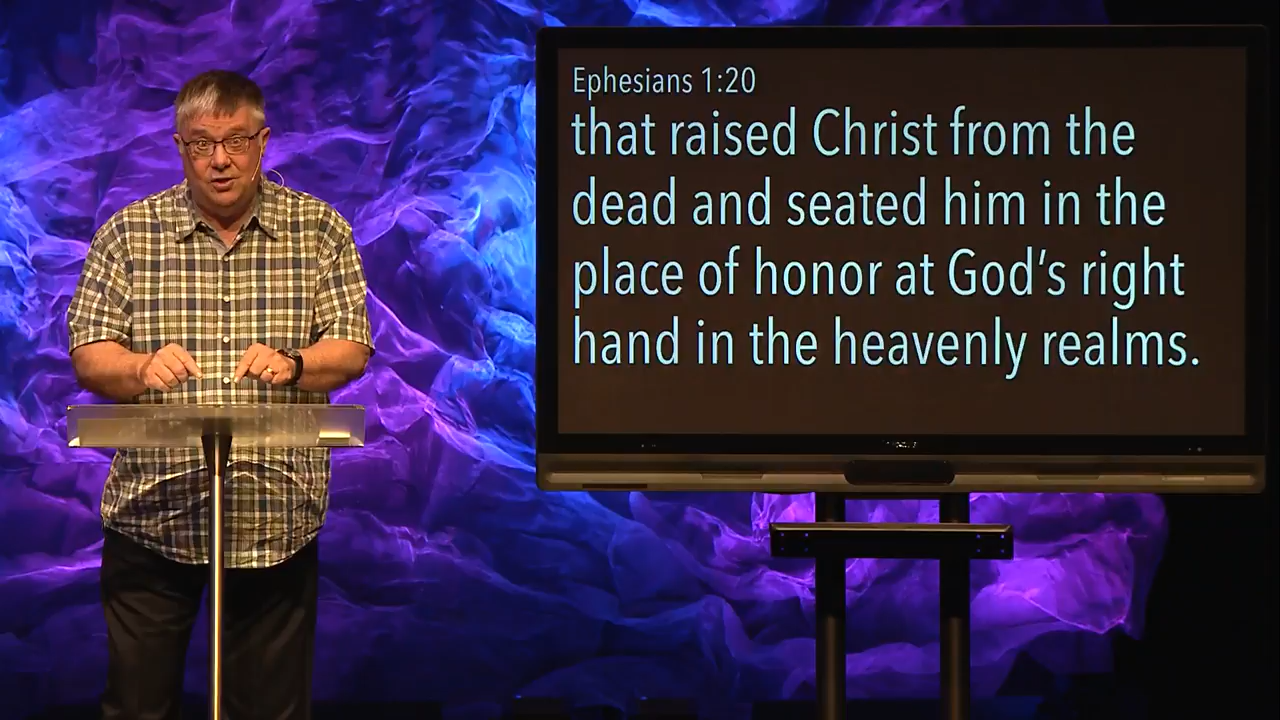 Ephesians 1:20
that raised Christ from the
dead and seated him in the
place of honor at God’s right
hand in the heavenly realms.